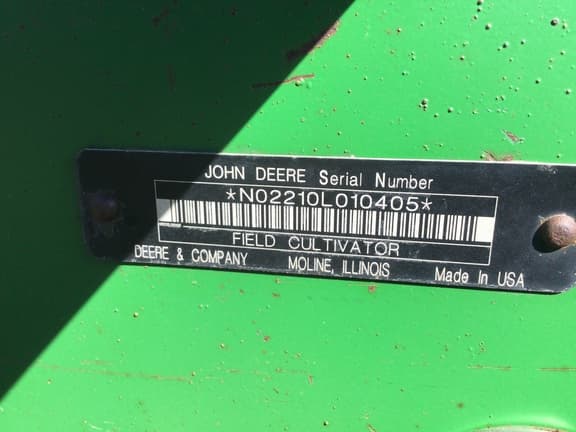 JOHN DEERE Serial Number
*N02210L010405*
FIELD CULTIVATOR
DEERE & COMPANY MOLINE, ILLINOIS Made In USA